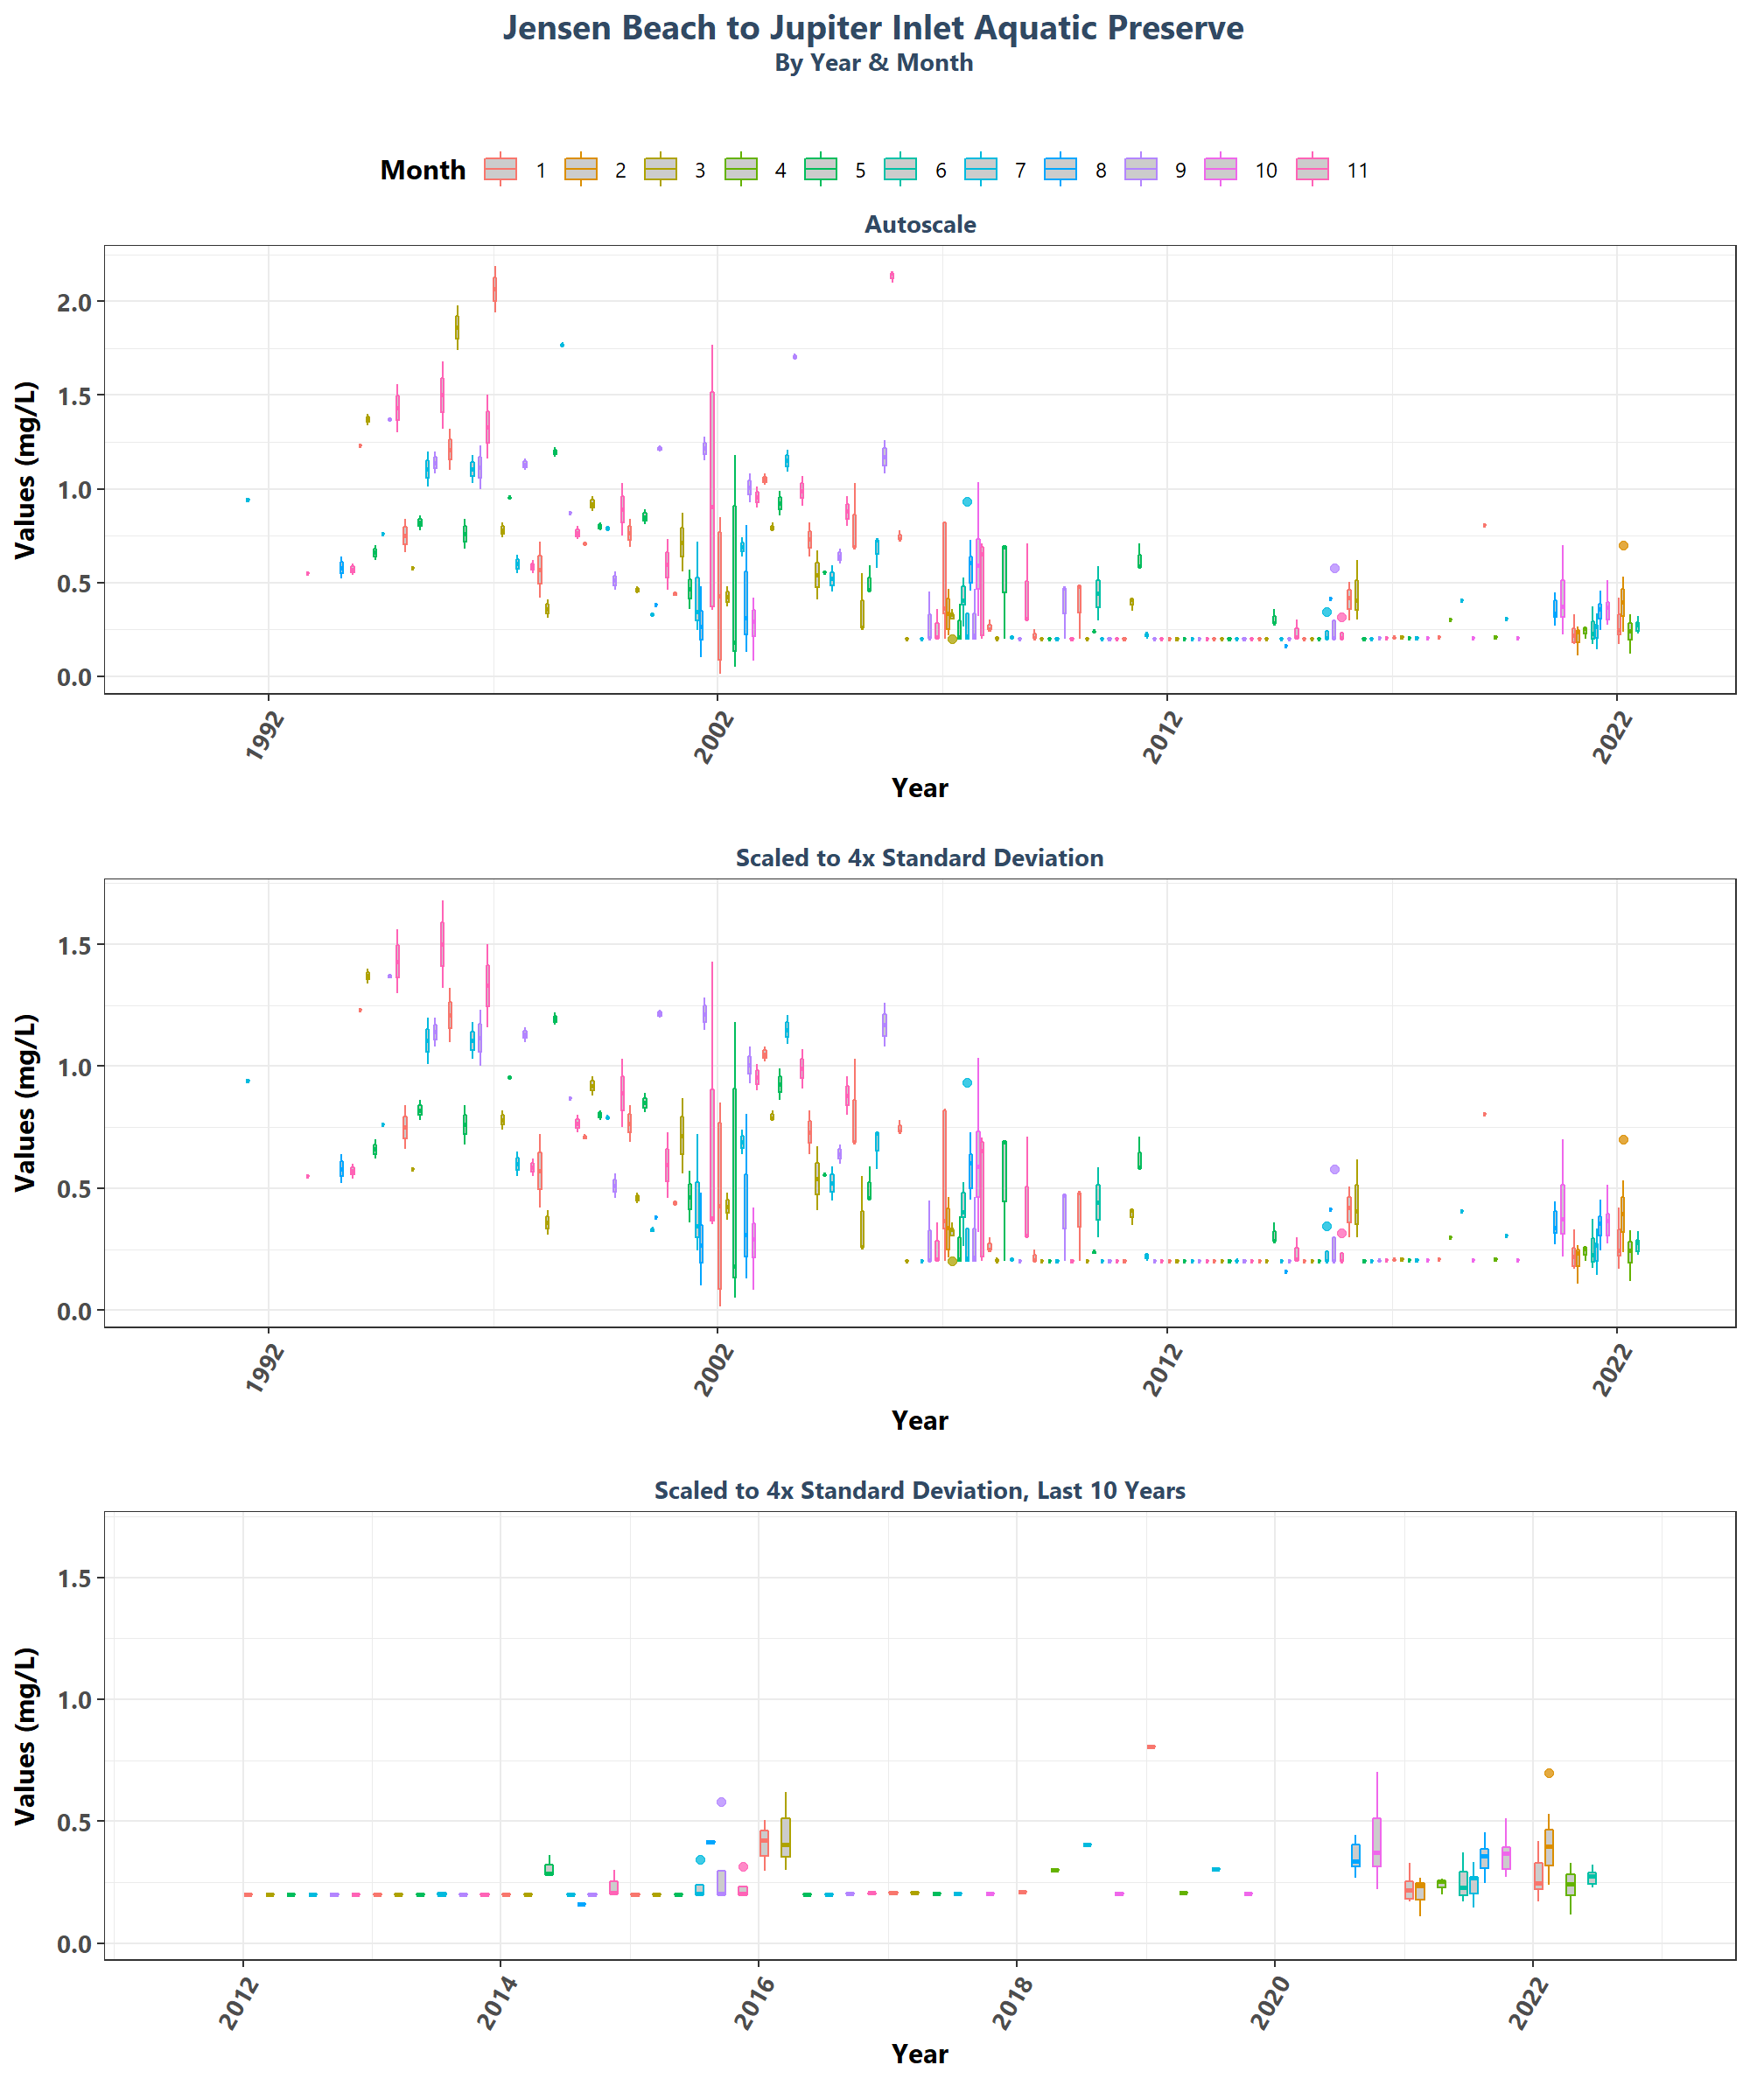 Jensen Beach to Jupiter Inlet Aquatic Preserve
By Year & Month
Month 1 2 3 4 5 6 7 8 9 10 11
Autoscale
Values (mg/L)
2.0
1.5
1.0
0.5
0.0
1992 2002 2012 2022
Year
Scaled to 4x Standard Deviation
Values (mg/L)
1.5
1.0
0.5
0.0
1992 2002 2012 2022
Year
Scaled to 4x Standard Deviation, Last 10 Years
Values (mg/L)
1.5
1.0
0.5
0.0
2012 2014 2016 2018 2020 2022
Year